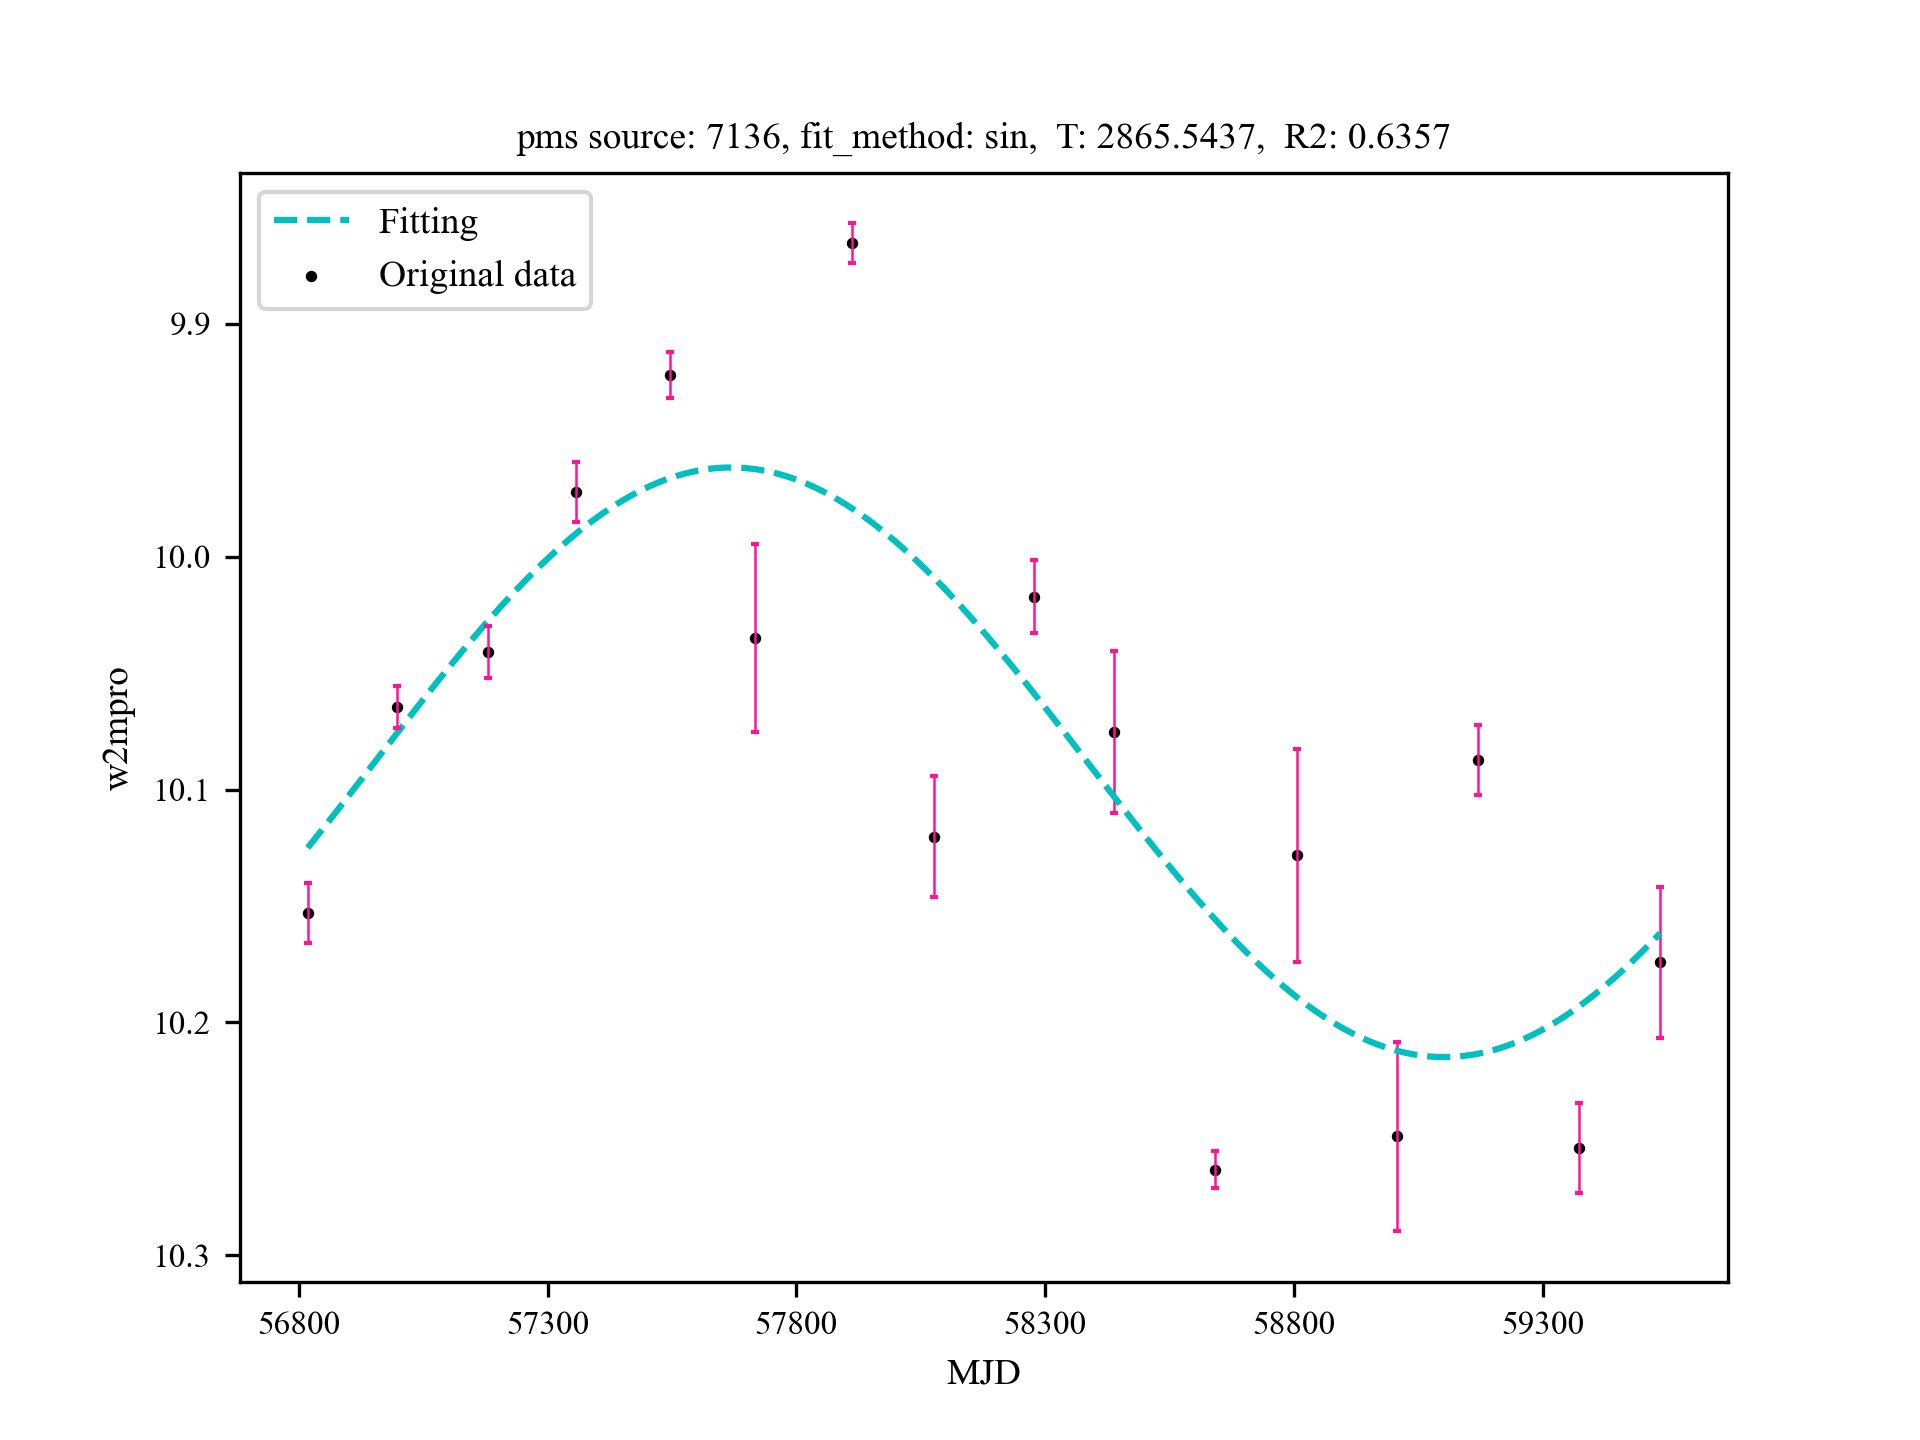 pms source: 7136, fit_method: sin,  T: 2865.5437,  R2: 0.6357
Fitting
Original data
9.9
10.0
10.1
10.2
10.3
w2mpro
56800
57300
57800
58300
58800
59300
MJD